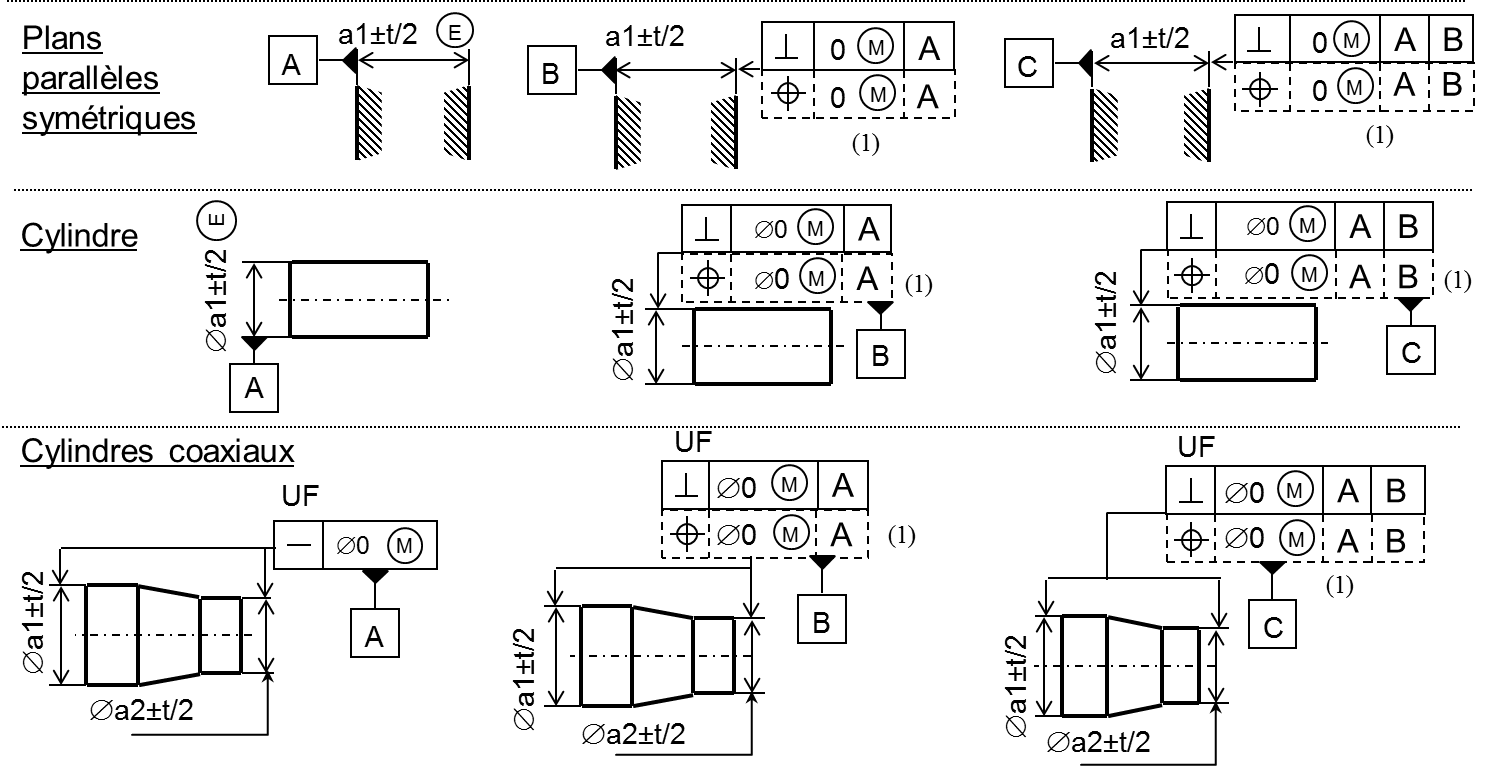 Plans
parallèles
symétriques
A
a1±t/2 Ⓔ
B
a1±t/2
⊥ 0 Ⓜ A
⌖ 0 Ⓜ A
(1)
C
a1±t/2
⊥ 0 Ⓜ A B
⌖ 0 Ⓜ A B
(1)
Cylindre
∅a1±t/2 Ⓔ
A
⊥ ∅0 Ⓜ A
⌖ ∅0 Ⓜ A (1)
∅a1±t/2
B
⊥ ∅0 Ⓜ A B
⌖ ∅0 Ⓜ A B (1)
∅a1±t/2
C
Cylindres coaxiaux
UF
— ∅0 Ⓜ
A
∅a1±t/2
∅a2±t/2
UF
⊥ ∅0 Ⓜ A
⌖ ∅0 Ⓜ A (1)
B
∅a1±t/2
∅a2±t/2
UF
⊥ ∅0 Ⓜ A B
⌖ ∅0 Ⓜ A B
(1)
C
∅a1±t/2
∅a2±t/2